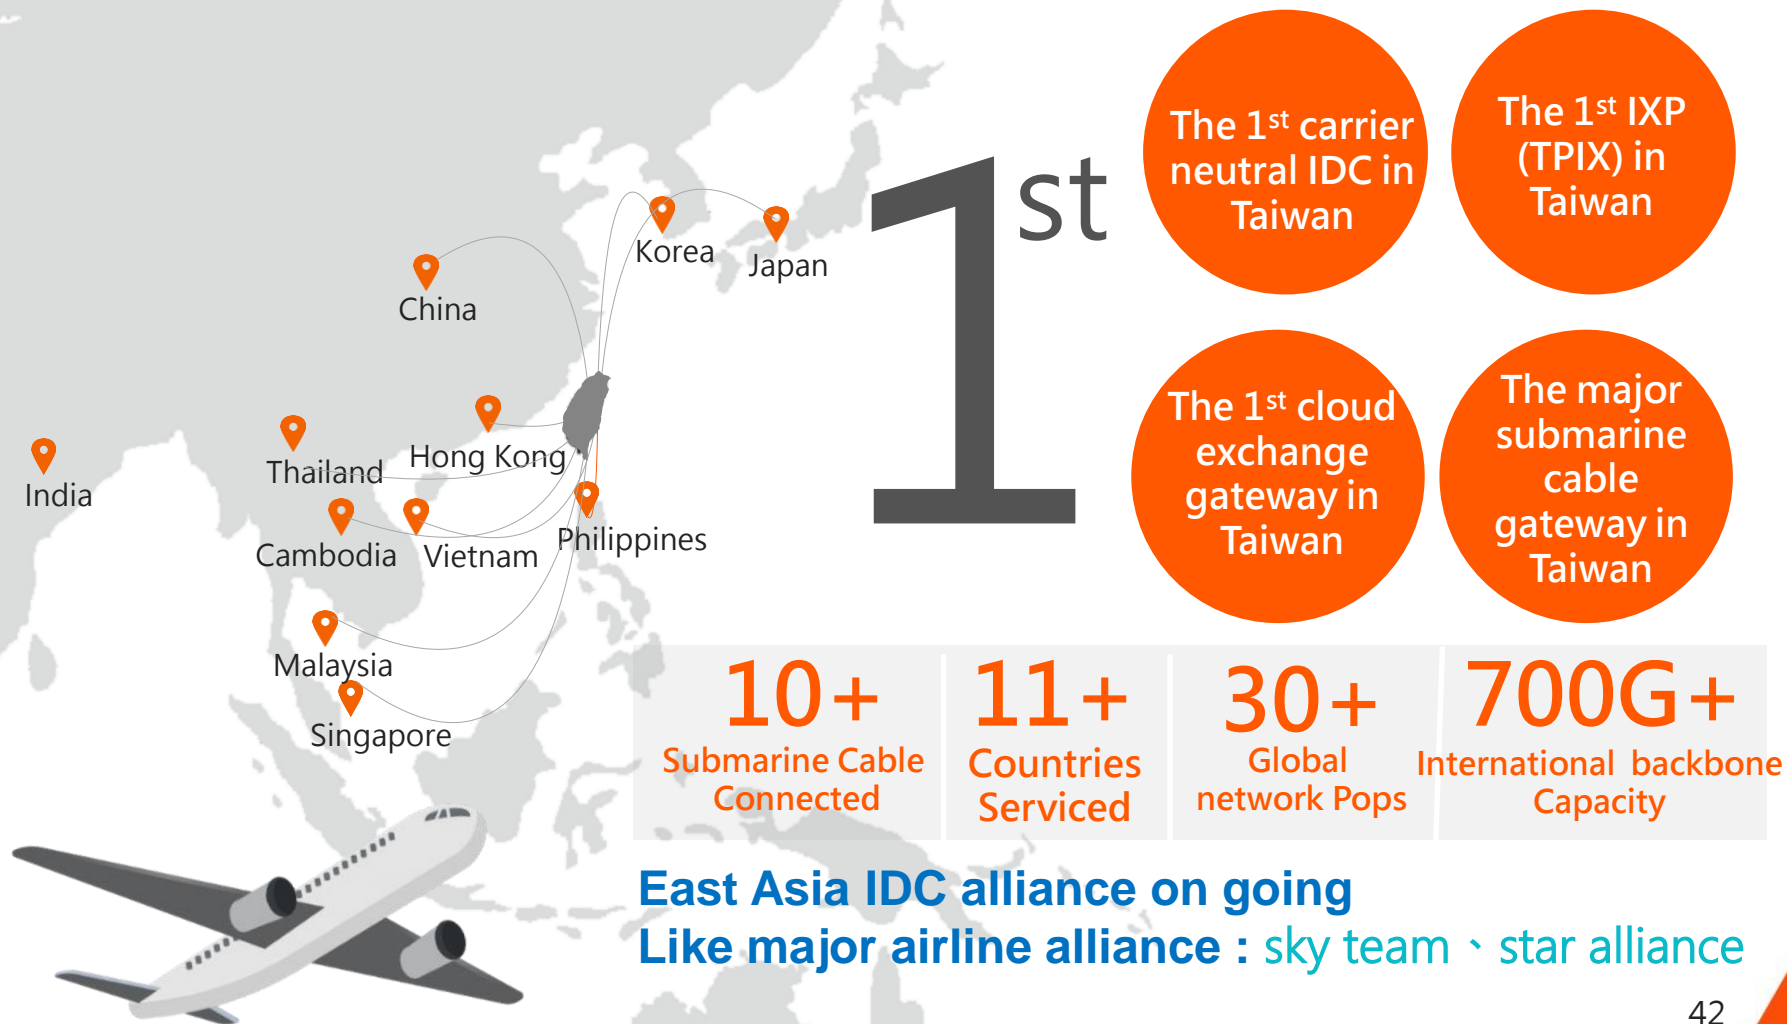 Korea
Japan
China
Hong Kong
Thailand
India
Cambodia
Vietnam
Philippines
Malaysia
Singapore
1st
The 1st carrier
neutral IDC in
Taiwan
The 1st IXP
(TPIX) in
Taiwan
The 1st cloud
exchange
gateway in
Taiwan
The major
submarine
cable
gateway in
Taiwan
10+
Submarine Cable
Connected
11+
Countries
Serviced
30+
Global
network Pops
700G+
International backbone
Capacity
East Asia IDC alliance on going
Like major airline alliance : sky team、star alliance
42